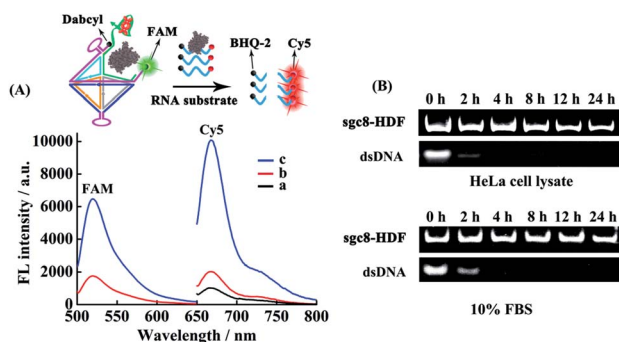 Dabcyl
FAM
BHQ-2 Cy5
(A)
RNA substrate
Cy5
FAM
c
b
a
FL intensity / a.u.
10000
8000
6000
4000
2000
0
500 550 600 650 700 750 800
Wavelength / nm
(B)
0 h 2 h 4 h 8 h 12 h 24 h
sgc8-HDF
dsDNA
HeLa cell lysate
0 h 2 h 4 h 8 h 12 h 24 h
sgc8-HDF
dsDNA
10% FBS